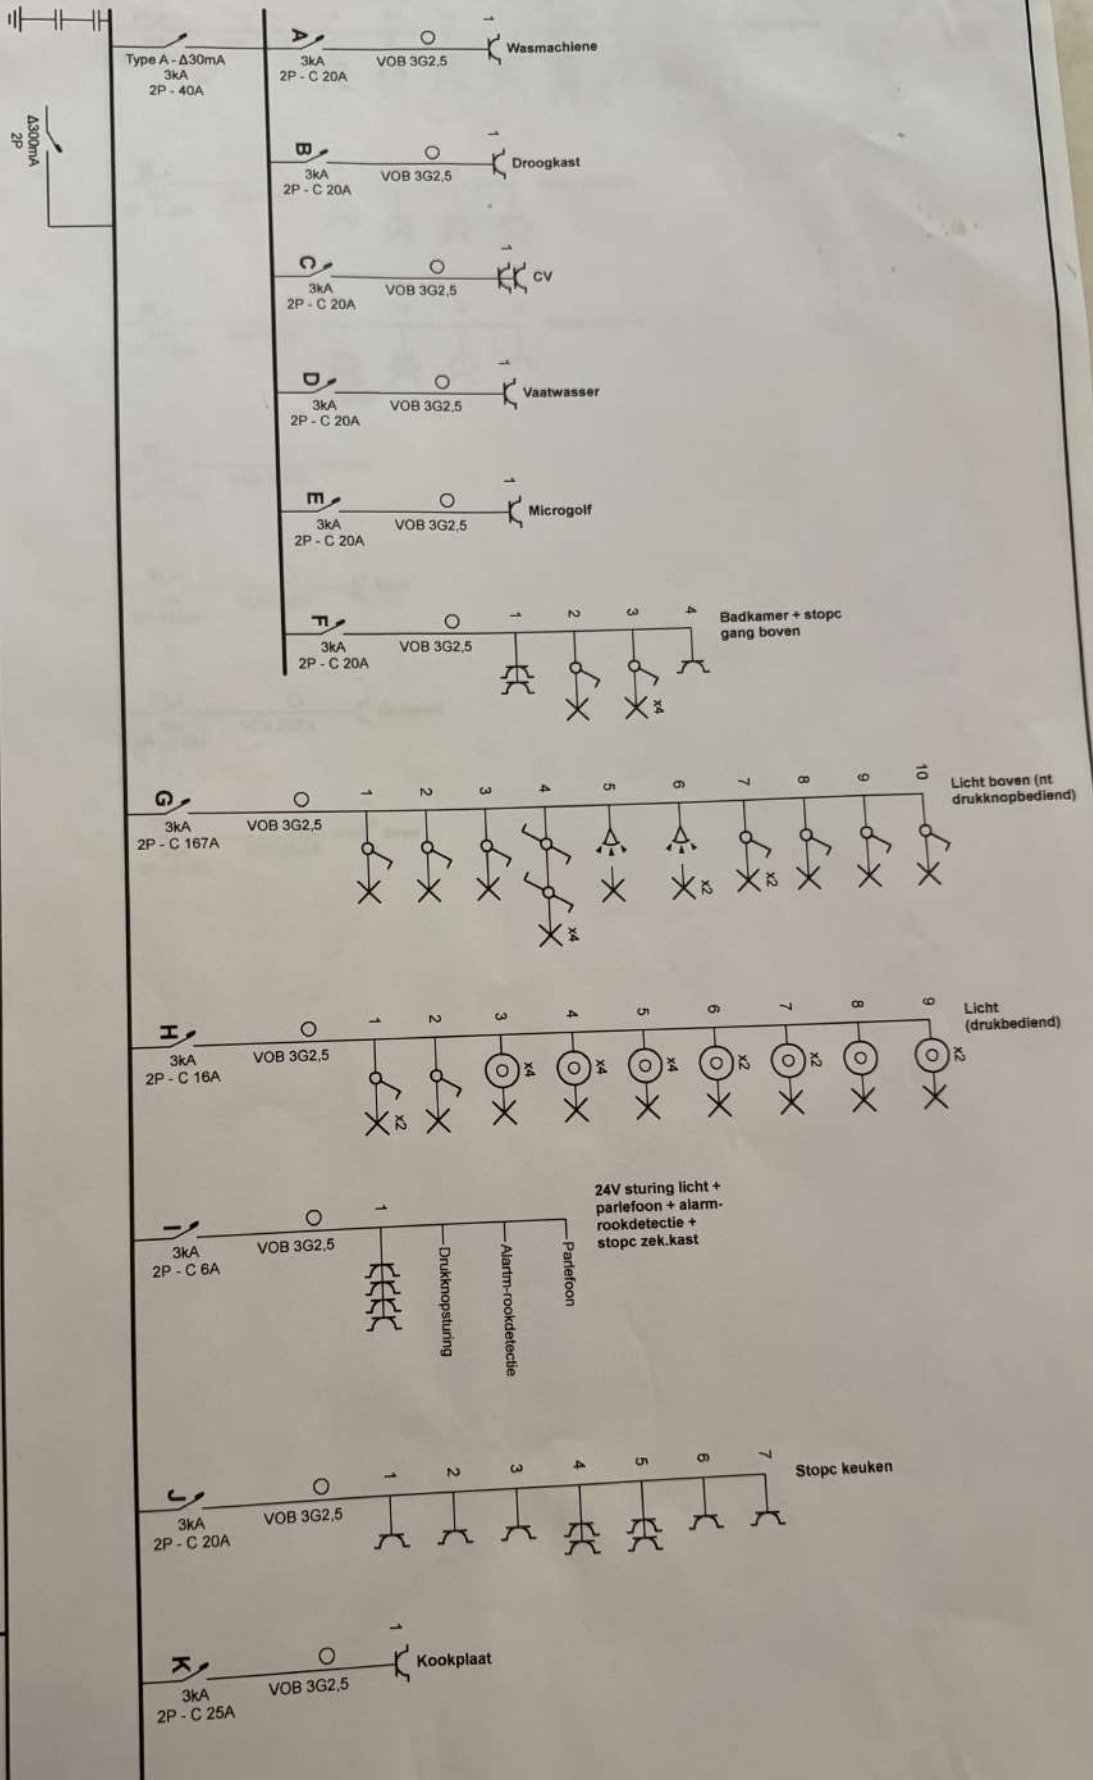 Type A - Δ30mA
3kA
2P - 40A
Δ300mA
2P
A
3kA
2P - C 20A
VOB 3G2,5
1
Wasmachiene
B
3kA
2P - C 20A
VOB 3G2,5
1
Droogkast
C
3kA
2P - C 20A
VOB 3G2,5
1
CV
D
3kA
2P - C 20A
VOB 3G2,5
1
Vaatwasser
E
3kA
2P - C 20A
VOB 3G2,5
1
Microgolf
F
3kA
2P - C 20A
VOB 3G2,5
1 2 3 4
x4
Badkamer + stopc
gang boven
G
3kA
2P - C 167A
VOB 3G2,5
1 2 3 4 5 6 7 8 9 10
x4 x2 x2
Licht boven (nt
drukknopbediend)
H
3kA
2P - C 16A
VOB 3G2,5
1 2 3 4 5 6 7 8 9
x2 x4 x4 x4 x2 x2 x2
Licht
(drukbediend)
I
3kA
2P - C 6A
VOB 3G2,5
1
Drukknopsturing
Alartm-rookdetectie
Parlefoon
24V sturing licht +
parlefoon + alarm-
rookdetectie +
stopc zek.kast
J
3kA
2P - C 20A
VOB 3G2,5
1 2 3 4 5 6 7
Stopc keuken
K
3kA
2P - C 25A
VOB 3G2,5
1
Kookplaat